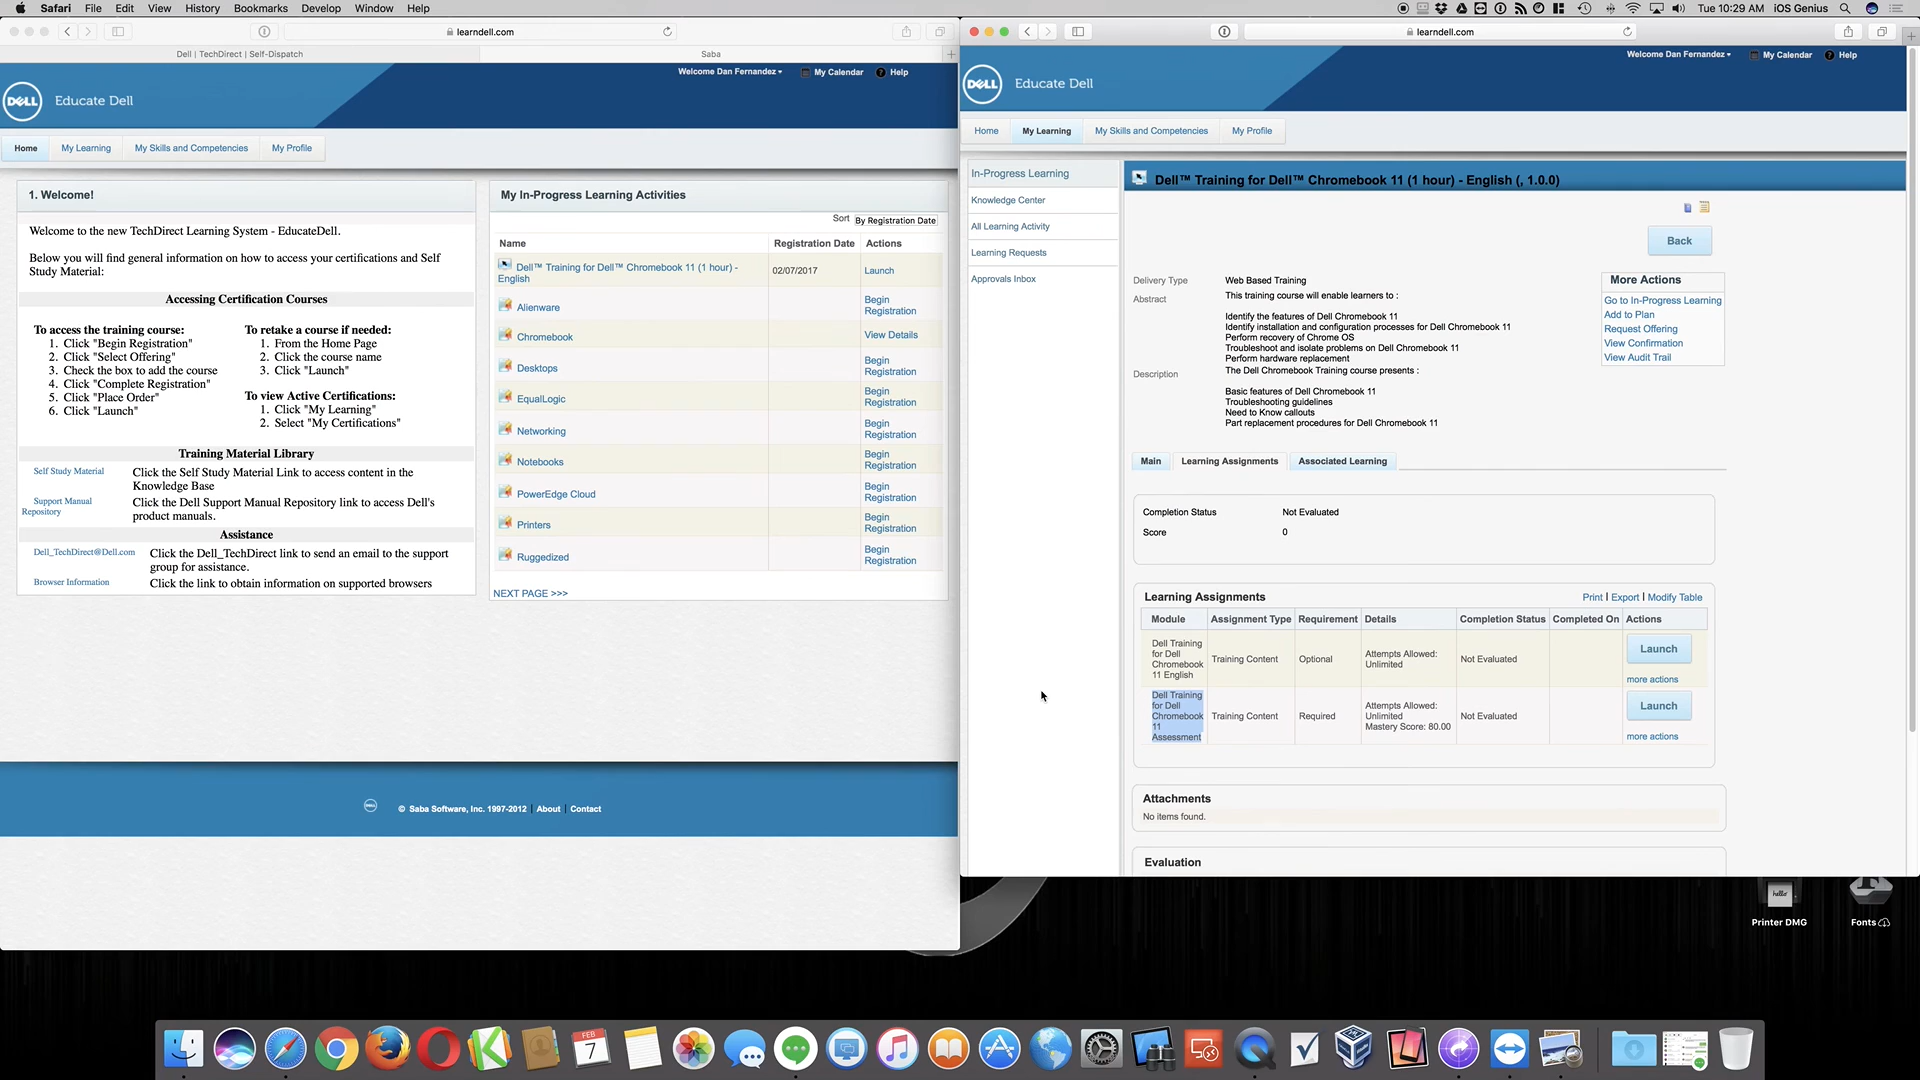 Safari File Edit View History Bookmarks Develop Window Help
Tue 10:29 AM iOS Genius
learndell.com
Dell | TechDirect | Self-Dispatch
Saba
Welcome Dan Fernandez
My Calendar
Help
DELL
Educate Dell
Home
My Learning
My Skills and Competencies
My Profile
1. Welcome!
Welcome to the new TechDirect Learning System - EducateDell.
Below you will find general information on how to access your certifications and Self
Study Material:
Accessing Certification Courses
To access the training course:
1. Click "Begin Registration"
2. Click "Select Offering"
3. Check the box to add the course
4. Click "Complete Registration"
5. Click "Place Order"
6. Click "Launch"
To retake a course if needed:
1. From the Home Page
2. Click the course name
3. Click "Launch"
To view Active Certifications:
1. Click "My Learning"
2. Select "My Certifications"
Training Material Library
Self Study Material
Click the Self Study Material Link to access content in the
Knowledge Base
Support Manual
Repository
Click the Dell Support Manual Repository link to access Dell's
product manuals.
Assistance
Dell_TechDirect@Dell.com
Click the Dell_TechDirect link to send an email to the support
group for assistance.
Browser Information
Click the link to obtain information on supported browsers
My In-Progress Learning Activities
Sort By Registration Date
Name Registration Date Actions
Dell™ Training for Dell™ Chromebook 11 (1 hour) -
English
02/07/2017
Launch
Alienware
Begin
Registration
Chromebook
View Details
Desktops
Begin
Registration
EqualLogic
Begin
Registration
Networking
Begin
Registration
Notebooks
Begin
Registration
PowerEdge Cloud
Begin
Registration
Printers
Begin
Registration
Ruggedized
Begin
Registration
NEXT PAGE >>>
© Saba Software, Inc. 1997-2012 | About | Contact
learndell.com
Welcome Dan Fernandez
My Calendar
Help
DELL
Educate Dell
Home
My Learning
My Skills and Competencies
My Profile
In-Progress Learning
Knowledge Center
All Learning Activity
Learning Requests
Approvals Inbox
Dell™ Training for Dell™ Chromebook 11 (1 hour) - English (, 1.0.0)
Back
Delivery Type
Web Based Training
Abstract
This training course will enable learners to :
Identify the features of Dell Chromebook 11
Identify installation and configuration processes for Dell Chromebook 11
Perform recovery of Chrome OS
Troubleshoot and isolate problems on Dell Chromebook 11
Perform hardware replacement
Description
The Dell Chromebook Training course presents :
Basic features of Dell Chromebook 11
Troubleshooting guidelines
Need to Know callouts
Part replacement procedures for Dell Chromebook 11
More Actions
Go to In-Progress Learning
Add to Plan
Request Offering
View Confirmation
View Audit Trail
Main
Learning Assignments
Associated Learning
Completion Status
Not Evaluated
Score
0
Learning Assignments
Print | Export | Modify Table
Module Assignment Type Requirement Details Completion Status Completed On Actions
Dell Training
for Dell
Chromebook
11 English
Training Content
Optional
Attempts Allowed:
Unlimited
Not Evaluated
Launch
more actions
Dell Training
for Dell
Chromebook
11
Assessment
Training Content
Required
Attempts Allowed:
Unlimited
Mastery Score: 80.00
Not Evaluated
Launch
more actions
Attachments
No items found.
Evaluation
hello
Printer DMG
Fonts
FEB
7